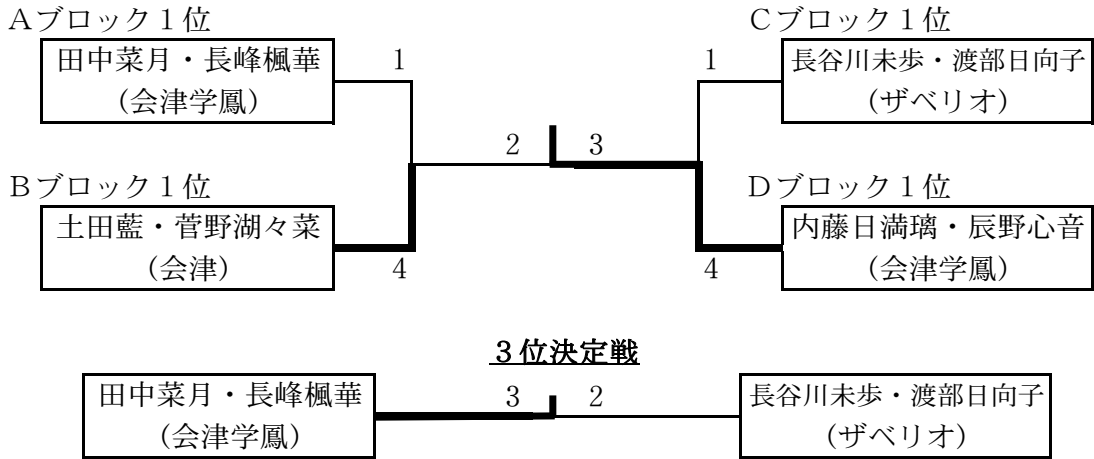 Ａブロック１位
田中菜月・長峰楓華
(会津学鳳)
1
Ｃブロック１位
長谷川未歩・渡部日向子
(ザベリオ)
1
2
3
Ｂブロック１位
土田藍・菅野湖々菜
(会津)
4
Ｄブロック１位
内藤日満璃・辰野心音
(会津学鳳)
4
３位決定戦
田中菜月・長峰楓華
(会津学鳳)
3
2
長谷川未歩・渡部日向子
(ザベリオ)